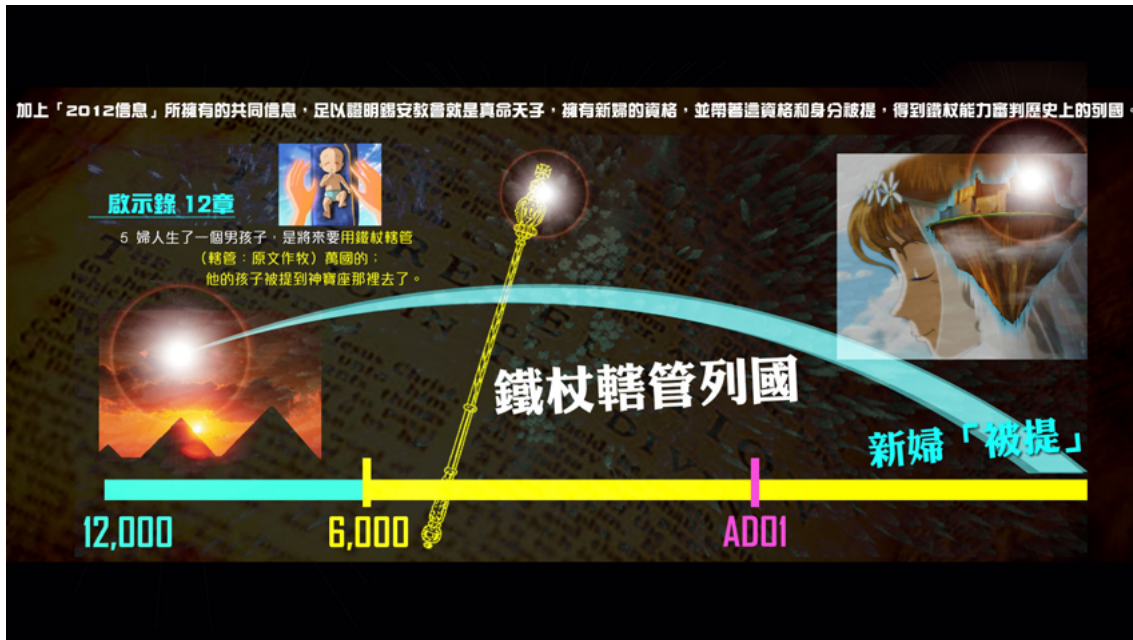 加上「2012信息」所擁有的共同信息，足以證明錫安教會就是真命天子，擁有新婦的資格，並帶著這資格和身分被提，得到鐵杖能力審判歷史上的列國。
啟示錄 12章
5 婦人生了一個男孩子，是將來要用鐵杖轄管
（轄管：原文作牧）萬國的；
他的孩子被提到神寶座那裡去了。
鐵杖轄管列國
新婦「被提」
12,000
6,000
AD01